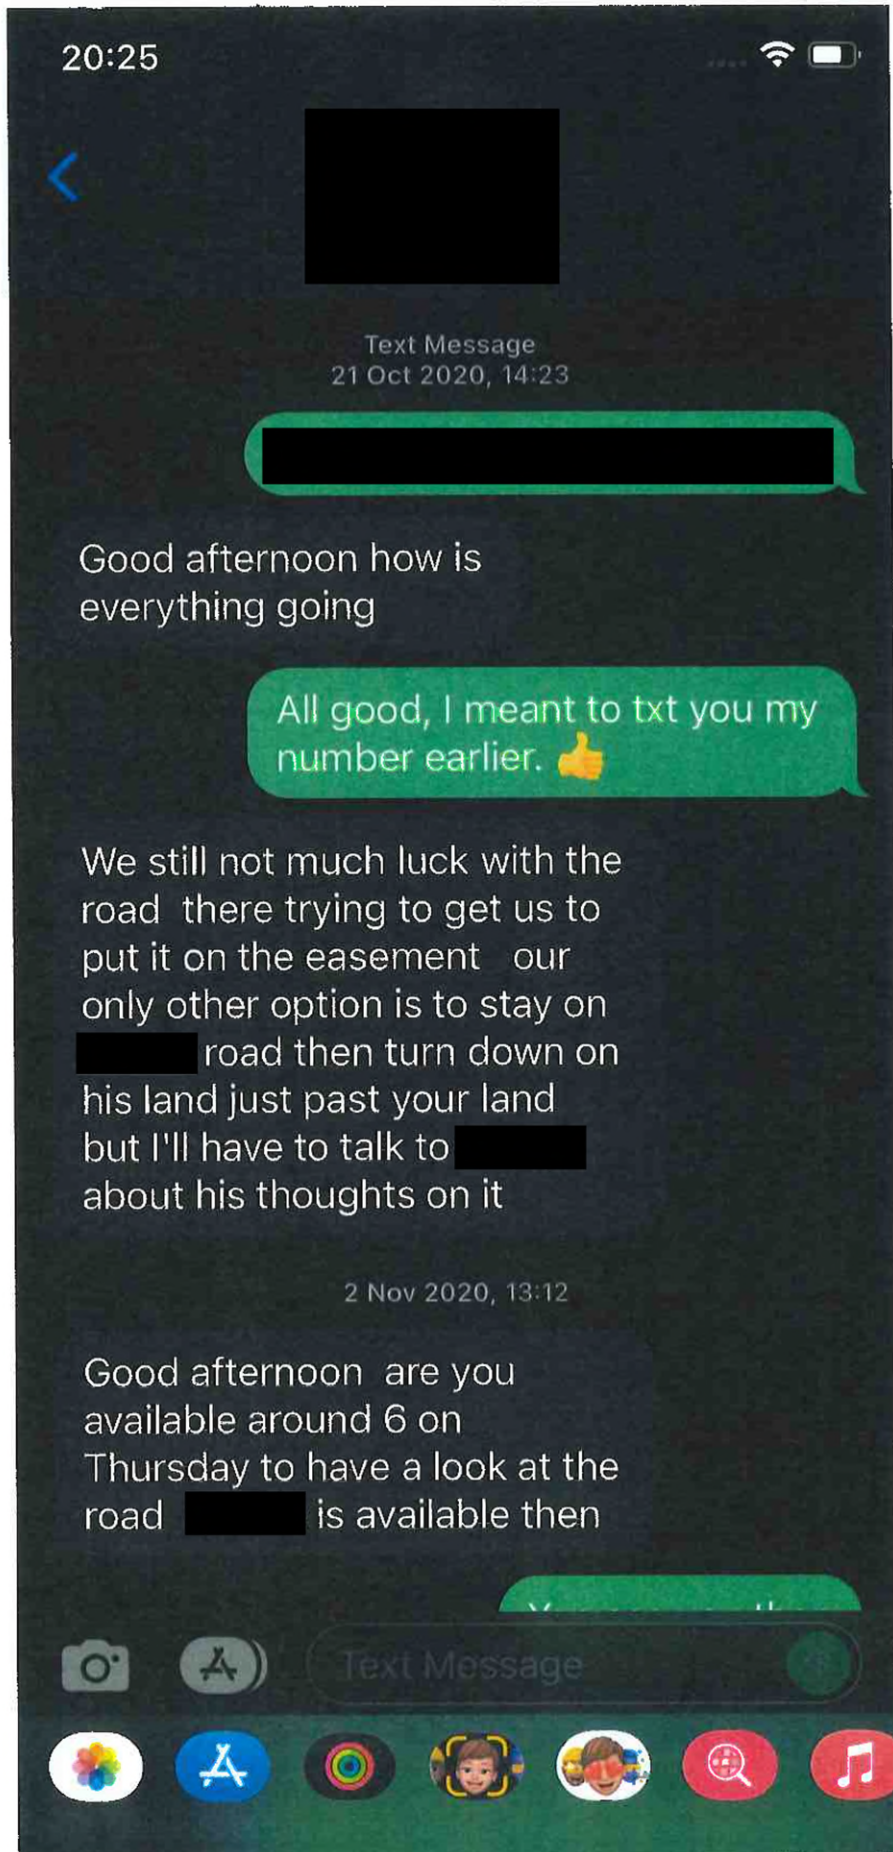 20:25
Text Message
21 Oct 2020, 14:23
Good afternoon how is
everything going
All good, I meant to txt you my
number earlier. 👍
We still not much luck with the
road there trying to get us to
put it on the easement our
only other option is to stay on
road then turn down on
his land just past your land
but I'll have to talk to
about his thoughts on it
2 Nov 2020, 13:12
Good afternoon are you
available around 6 on
Thursday to have a look at the
road is available then
Text Message